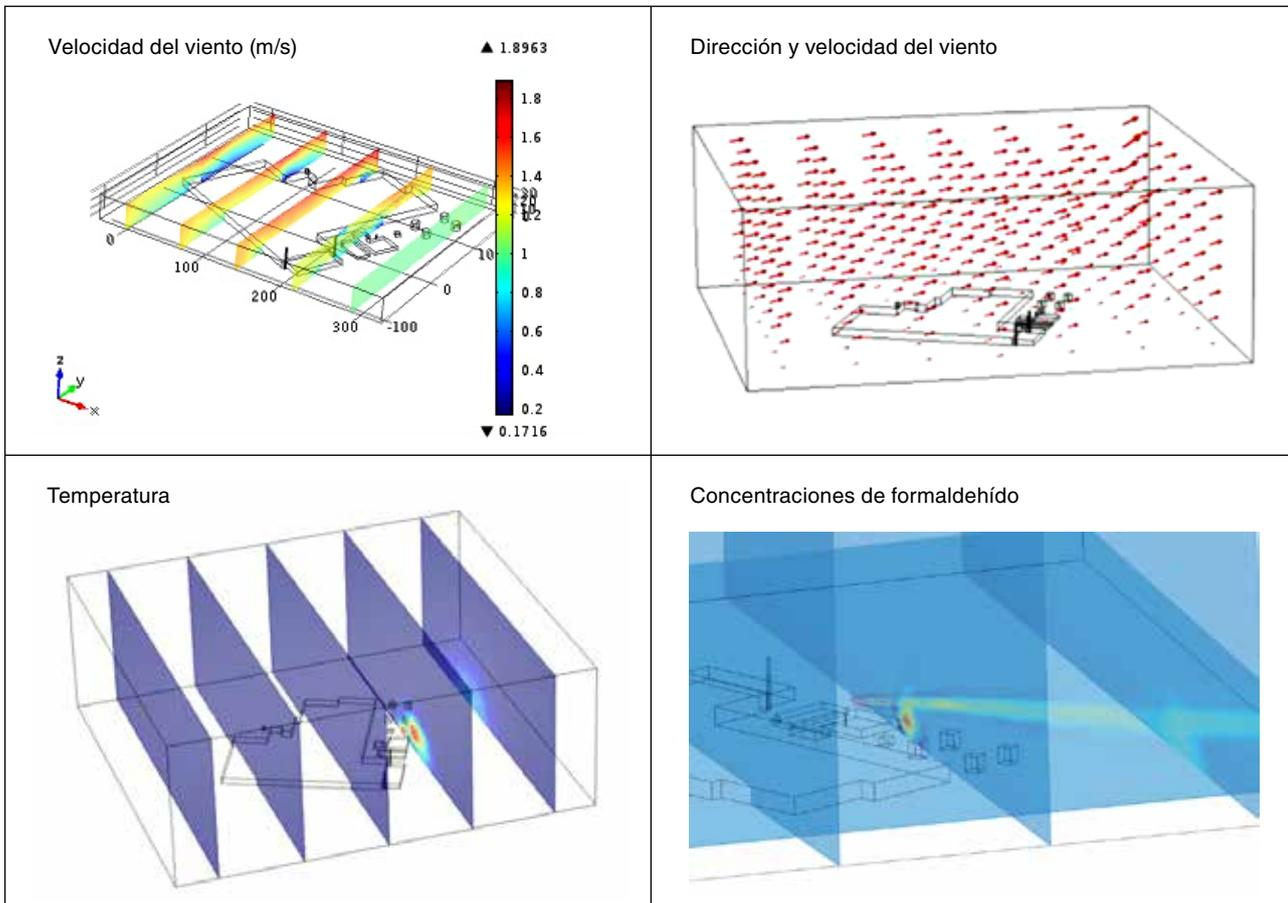 Velocidad del viento (m/s)
▲ 1.8963
1.8
1.6
1.4
1.2
1
0.8
0.6
0.4
0.2
▼ 0.1716
0
100
200
300
-100
0
10
z
y
x
Dirección y velocidad del viento
Temperatura
Concentraciones de formaldehído